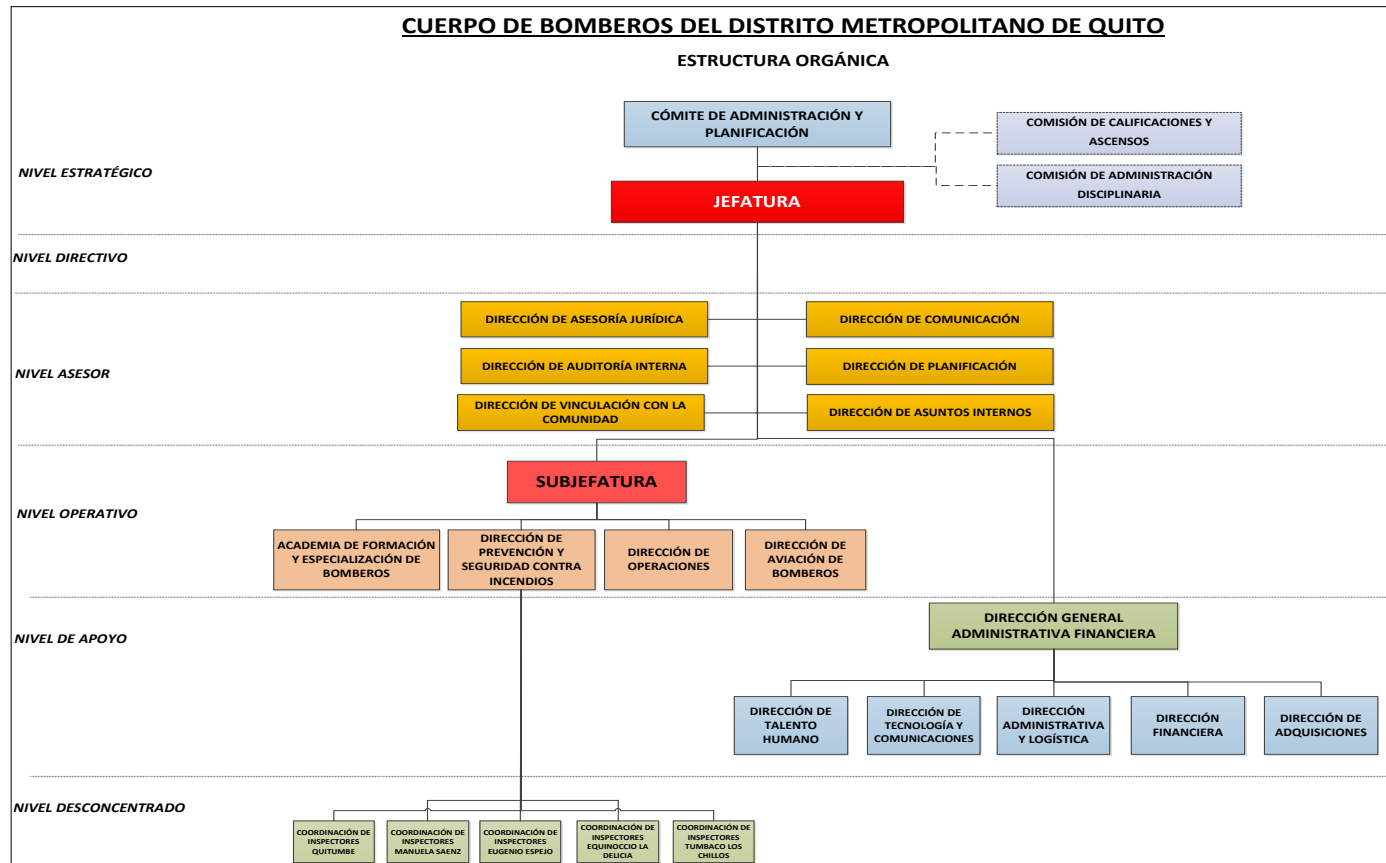 CUERPO DE BOMBEROS DEL DISTRITO METROPOLITANO DE QUITO
ESTRUCTURA ORGÁNICA
CÓMITE DE ADMINISTRACIÓN Y
PLANIFICACIÓN
COMISIÓN DE CALIFICACIONES Y
ASCENSOS
NIVEL ESTRATÉGICO
COMISIÓN DE ADMINISTRACIÓN
DISCIPLINARIA
JEFATURA
NIVEL DIRECTIVO
DIRECCIÓN DE ASESORÍA JURÍDICA
DIRECCIÓN DE COMUNICACIÓN
NIVEL ASESOR
DIRECCIÓN DE AUDITORÍA INTERNA
DIRECCIÓN DE PLANIFICACIÓN
DIRECCIÓN DE VINCULACIÓN CON LA
COMUNIDAD
DIRECCIÓN DE ASUNTOS INTERNOS
SUBJEFATURA
NIVEL OPERATIVO
ACADEMIA DE FORMACIÓN
Y ESPECIALIZACIÓN DE
BOMBEROS
DIRECCIÓN DE
PREVENCIÓN Y
SEGURIDAD CONTRA
INCENDIOS
DIRECCIÓN DE
OPERACIONES
DIRECCIÓN DE
AVIACIÓN DE
BOMBEROS
NIVEL DE APOYO
DIRECCIÓN GENERAL
ADMINISTRATIVA FINANCIERA
DIRECCIÓN DE
TALENTO
HUMANO
DIRECCIÓN DE
TECNOLOGÍA Y
COMUNICACIONES
DIRECCIÓN
ADMINISTRATIVA
Y LOGÍSTICA
DIRECCIÓN
FINANCIERA
DIRECCIÓN DE
ADQUISICIONES
NIVEL DESCONCENTRADO
COORDINACIÓN DE
INSPECTORES
QUITUMBE
COORDINACIÓN DE
INSPECTORES
MANUELA SAENZ
COORDINACIÓN DE
INSPECTORES
EUGENIO ESPEJO
COORDINACIÓN DE
INSPECTORES
EQUINOCCIO LA
DELICIA
COORDINACIÓN DE
INSPECTORES
TUMBACO LOS
CHILLOS